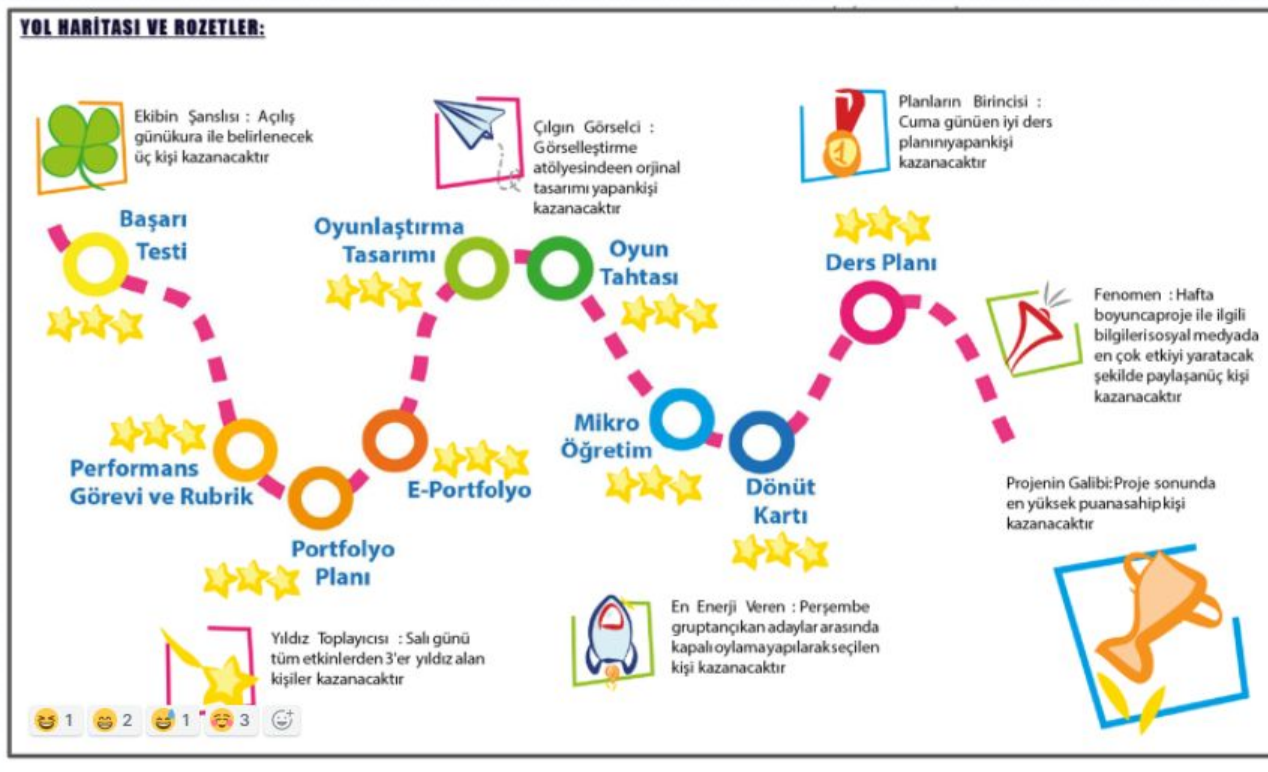 YOL HARİTASI VE ROZETLER:
Ekibin Şanslısı : Açılış
günükura ile belirlenecek
üç kişi kazanacaktır
Çılgın Görselci :
Görselleştirme
atölyesindeen orjinal
tasarımı yapankişi
kazanacaktır
Planların Birincisi :
Cuma günüen iyi ders
planınıyapankişi
kazanacaktır
1
Başarı
Testi
Oyunlaştırma
Tasarımı
Oyun
Tahtası
Ders Planı
Fenomen : Hafta
boyuncaproje ile ilgili
bilgilerisosyal medyada
en çok etkiyi yaratacak
şekilde paylaşanüç kişi
kazanacaktır
Performans
Görevi ve Rubrik
Portfolyo
Planı
E-Portfolyo
Mikro
Öğretim
Dönüt
Kartı
Projenin Galibi:Proje sonunda
en yüksek puanasahip kişi
kazanacaktır
Yıldız Toplayıcısı : Salı günü
tüm etkinlerden 3'er yıldız alan
kişiler kazanacaktır
En Enerji Veren : Perşembe
gruptançıkan adaylar arasında
kapalı oylamayapılarakseçilen
kişi kazanacaktır
1 2 1 3